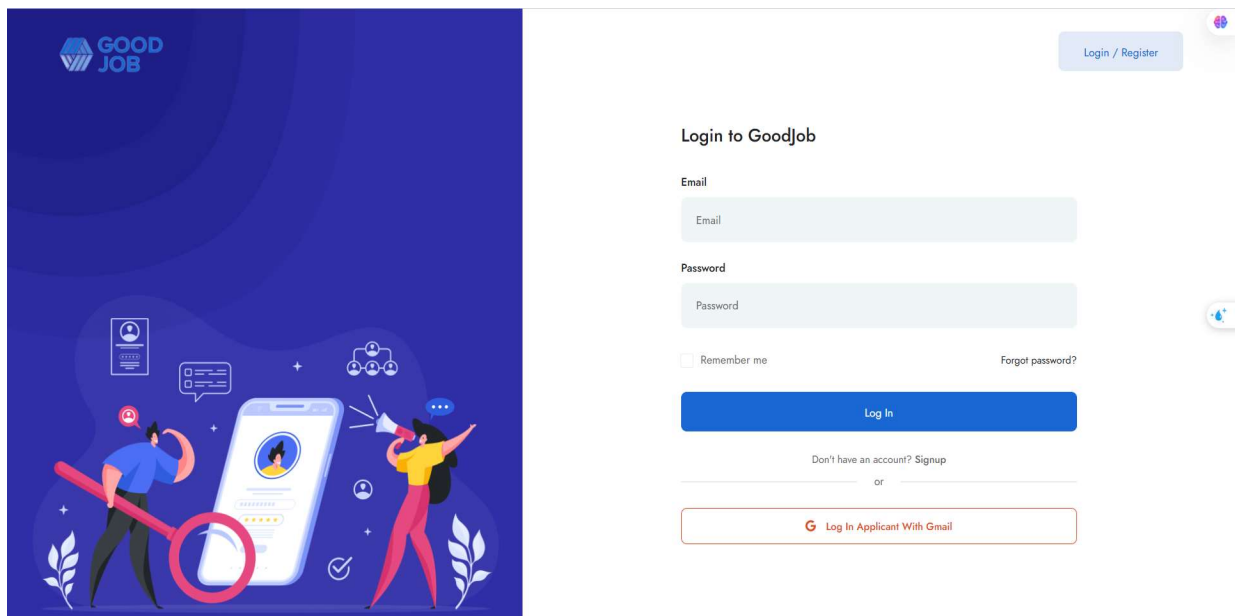 GOOD
JOB
Login / Register
Login to GoodJob
Email
Email
Password
Password
Remember me
Forgot password?
Log In
Don't have an account? Signup
or
G Log In Applicant With Gmail